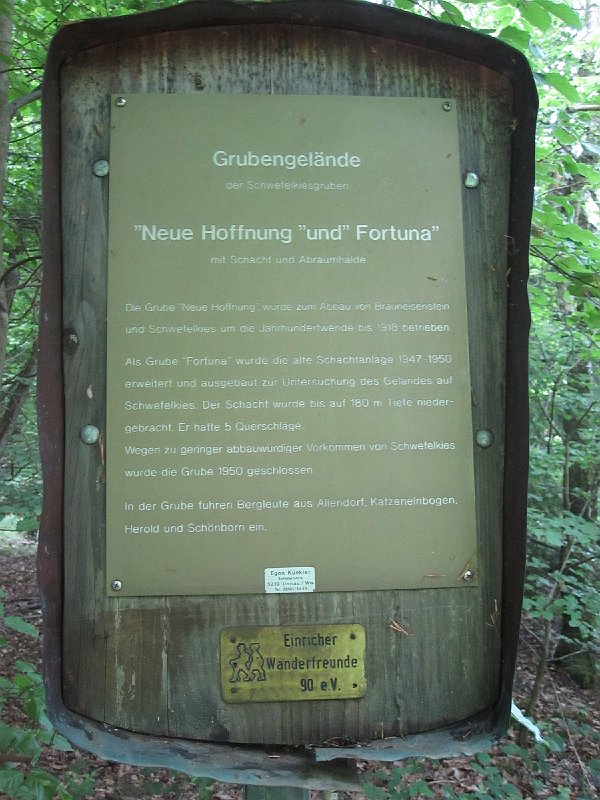 Grubengelände
der Schwefelkiesgruben
"Neue Hoffnung "und" Fortuna"
mit Schacht und Abraumhalde
Die Grube "Neue Hoffnung" wurde zum Abbau von Brauneisenstein
und Schwefelkies um die Jahrhundertwende bis 1918 betrieben.
Als Grube "Fortuna" wurde die alte Schachtanlage 1947-1950
erweitert und ausgebaut zur Untersuchung des Geländes auf
Schwefelkies. Der Schacht wurde bis auf 180 m Tiefe nieder-
gebracht. Er hatte 5 Querschläge.
Wegen zu geringer abbauwürdiger Vorkommen von Schwefelkies
wurde die Grube 1950 geschlossen.
In der Grube fuhren Bergleute aus Allendorf, Katzenelnbogen,
Herold und Schönborn ein.
Egon Kunkler
Einricher
Wanderfreunde
90 e.V.